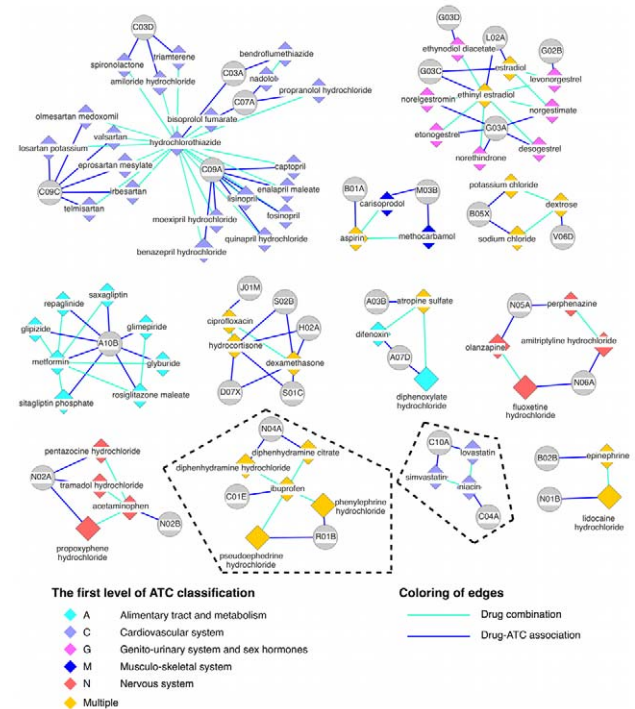 C03D
G03D
L02A
spironolactone
triamterene
bendroflumethiazide
ethynodiol diacetate
G02B
amiloride hydrochloride
C03A
nadolol
G03C
estradiol
levonorgestrel
C07A
propranolol hydrochloride
ethinyl estradiol
norelgestromin
norgestimate
olmesartan medoxomil
bisoprolol fumarate
valsartan
hydrochlorothiazide
etonogestrel
G03A
desogestrel
losartan potassium
norethindrone
eprosartan mesylate
C09A
captopril
C09C
irbesartan
lisinopril
enalapril maleate
B01A
M03B
potassium chloride
telmisartan
carisoprodol
dextrose
moexipril hydrochloride
fosinopril
B05X
aspirin
methocarbamol
sodium chloride
V06D
benazepril hydrochloride
quinapril hydrochloride
saxagliptin
J01M
repaglinide
S02B
A03B
atropine sulfate
N05A
perphenazine
glipizide
glimepride
ciprofloxacin
H02A
difenoxin
A10B
hydrocortisone
olanzapine
amitriptyline hydrochloride
metformin
glyburide
dexamethasone
A07D
sitagliptin phosphate
rosiglitazone maleate
D07X
S01C
diphenoxylate
hydrochloride
fluoxetine
hydrochloride
N06A
N04A
C10A
pentazocine hydrochloride
diphenhydramine citrate
lovastatin
B02B
epinephrine
N02A
diphenhydramine hydrochloride
tramadol hydrochloride
simvastatin
niacin
ibuprofen
C01E
phenylephrine
hydrochloride
acetaminophen
N02B
C04A
N01B
lidocaine
hydrochloride
propoxyphene
hydrochloride
R01B
pseudoephedrine
hydrochloride
The first level of ATC classification
Coloring of edges
A Alimentary tract and metabolism
Drug combination
C Cardiovascular system
Drug-ATC association
G Genito-urinary system and sex hormones
M Musculo-skeletal system
N Nervous system
Multiple